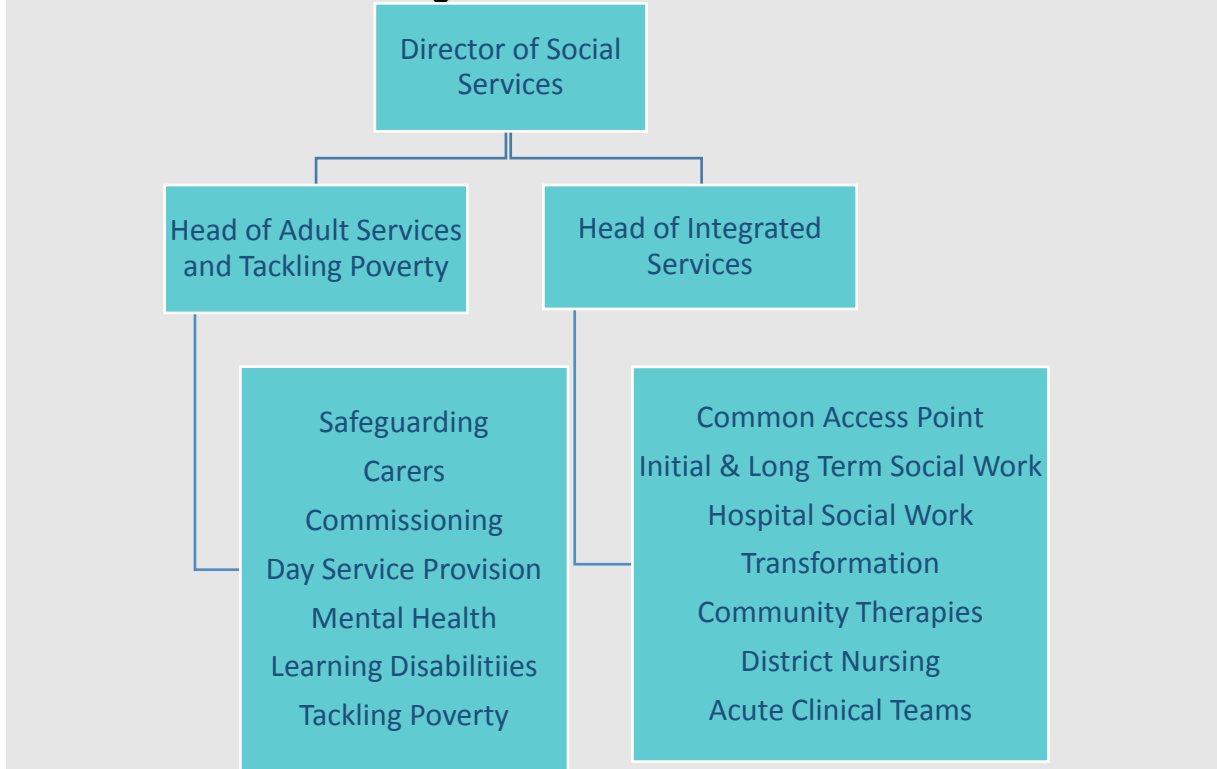 Director of Social
Services
Head of Adult Services
and Tackling Poverty
Head of Integrated
Services
Safeguarding
Carers
Commissioning
Day Service Provision
Mental Health
Learning Disabilitiies
Tackling Poverty
Common Access Point
Initial & Long Term Social Work
Hospital Social Work
Transformation
Community Therapies
District Nursing
Acute Clinical Teams